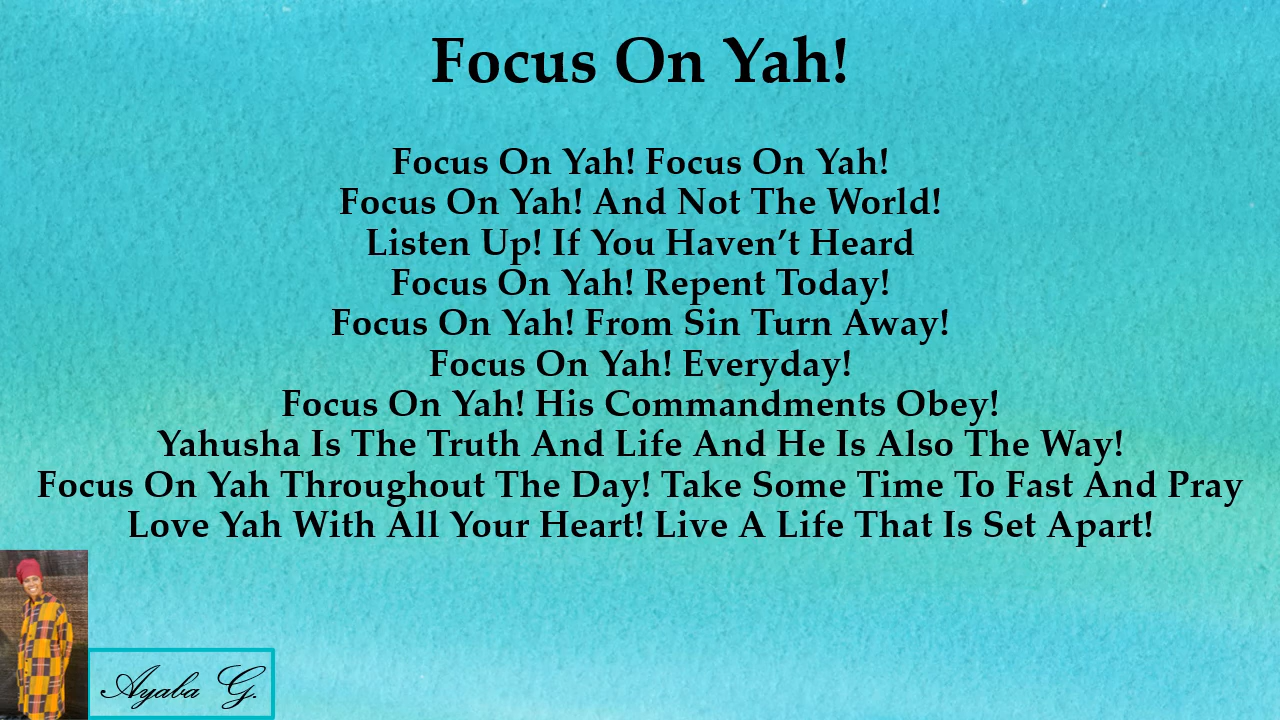 Focus On Yah!
Focus On Yah! Focus On Yah!
Focus On Yah! And Not The World!
Listen Up! If You Haven’t Heard
Focus On Yah! Repent Today!
Focus On Yah! From Sin Turn Away!
Focus On Yah! Everyday!
Focus On Yah! His Commandments Obey!
Yahusha Is The Truth And Life And He Is Also The Way!
Focus On Yah Throughout The Day! Take Some Time To Fast And Pray
Love Yah With All Your Heart! Live A Life That Is Set Apart!
Ayaba G.